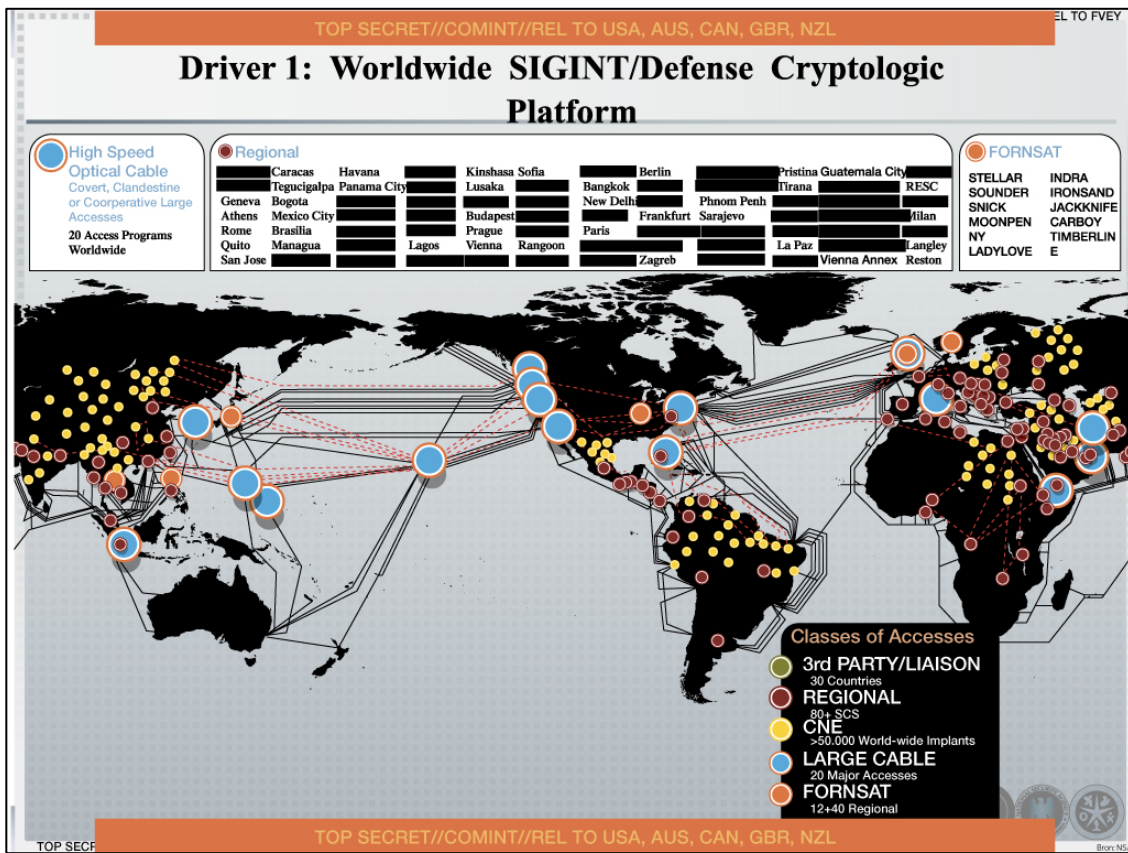 EL TO FVEY
TOP SECRET//COMINT//REL TO USA, AUS, CAN, GBR, NZL
Driver 1: Worldwide SIGINT/Defense Cryptologic
Platform
High Speed
Optical Cable
Covert, Clandestine
or Coorperative Large
Accesses
20 Access Programs
Worldwide
Regional
Caracas Havana Kinshasa Sofia Berlin Pristina Guatemala City
Tegucigalpa Panama City Lusaka Bangkok Tirana RESC
Geneva Bogota New Delhi Phnom Penh
Athens Mexico City Budapest Frankfurt Sarajevo Milan
Rome Brasilia Prague Paris
Quito Managua Lagos Vienna Rangoon La Paz Langley
San Jose Zagreb Vienna Annex Reston
FORNSAT
STELLAR INDRA
SOUNDER IRONSAND
SNICK JACKKNIFE
MOONPEN CARBOY
NY TIMBERLIN
LADYLOVE E
Classes of Accesses
3rd PARTY/LIAISON
30 Countries
REGIONAL
80+ SCS
CNE
>50.000 World-wide Implants
LARGE CABLE
20 Major Accesses
FORNSAT
12+40 Regional
TOP SECR
TOP SECRET//COMINT//REL TO USA, AUS, CAN, GBR, NZL
Bron: NS